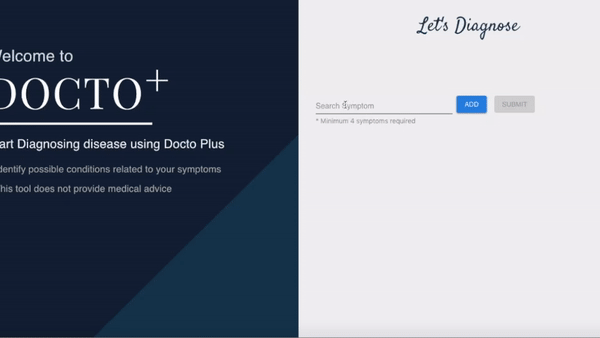 elcome to
DOCTO+
art Diagnosing disease using Docto Plus
dentify possible conditions related to your symptoms
his tool does not provide medical advice
Let's Diagnose
Search Symptom
ADD
SUBMIT
* Minimum 4 symptoms required